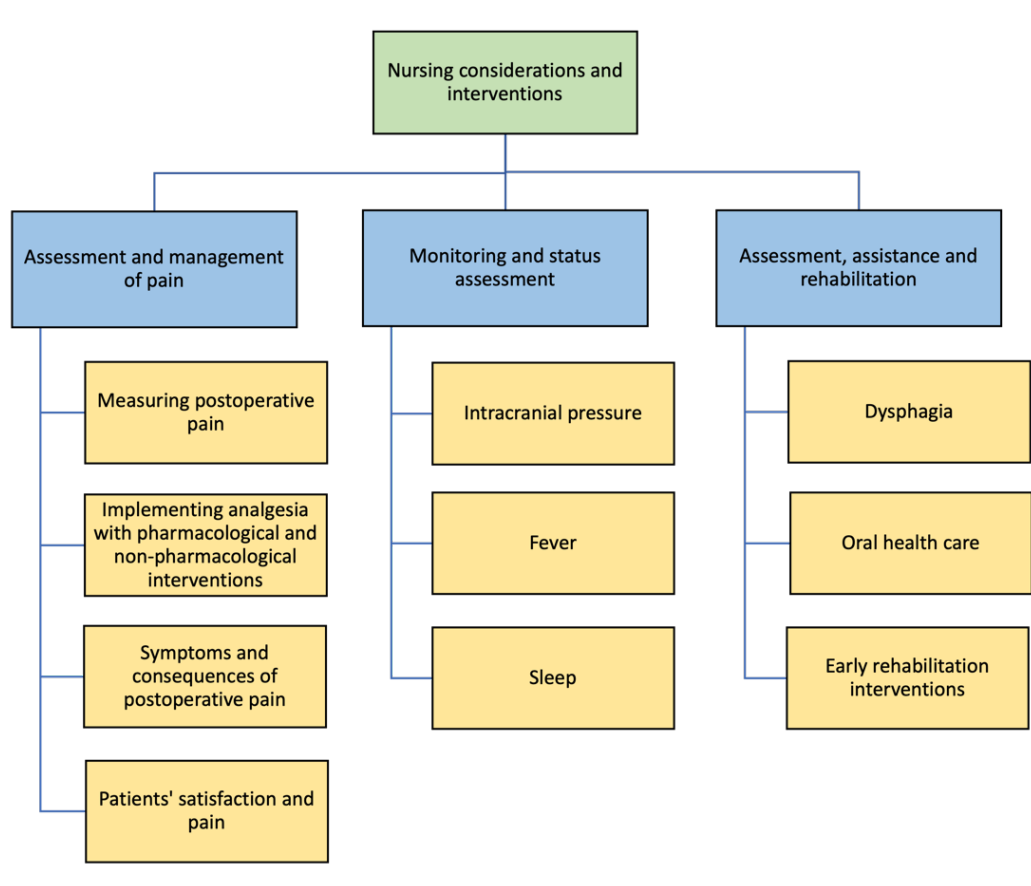 Nursing considerations and
interventions
Assessment and management
of pain
Measuring postoperative
pain
Implementing analgesia
with pharmacological and
non-pharmacological
interventions
Symptoms and
consequences of
postoperative pain
Patients' satisfaction and
pain
Monitoring and status
assessment
Intracranial pressure
Fever
Sleep
Assessment, assistance and
rehabilitation
Dysphagia
Oral health care
Early rehabilitation
interventions